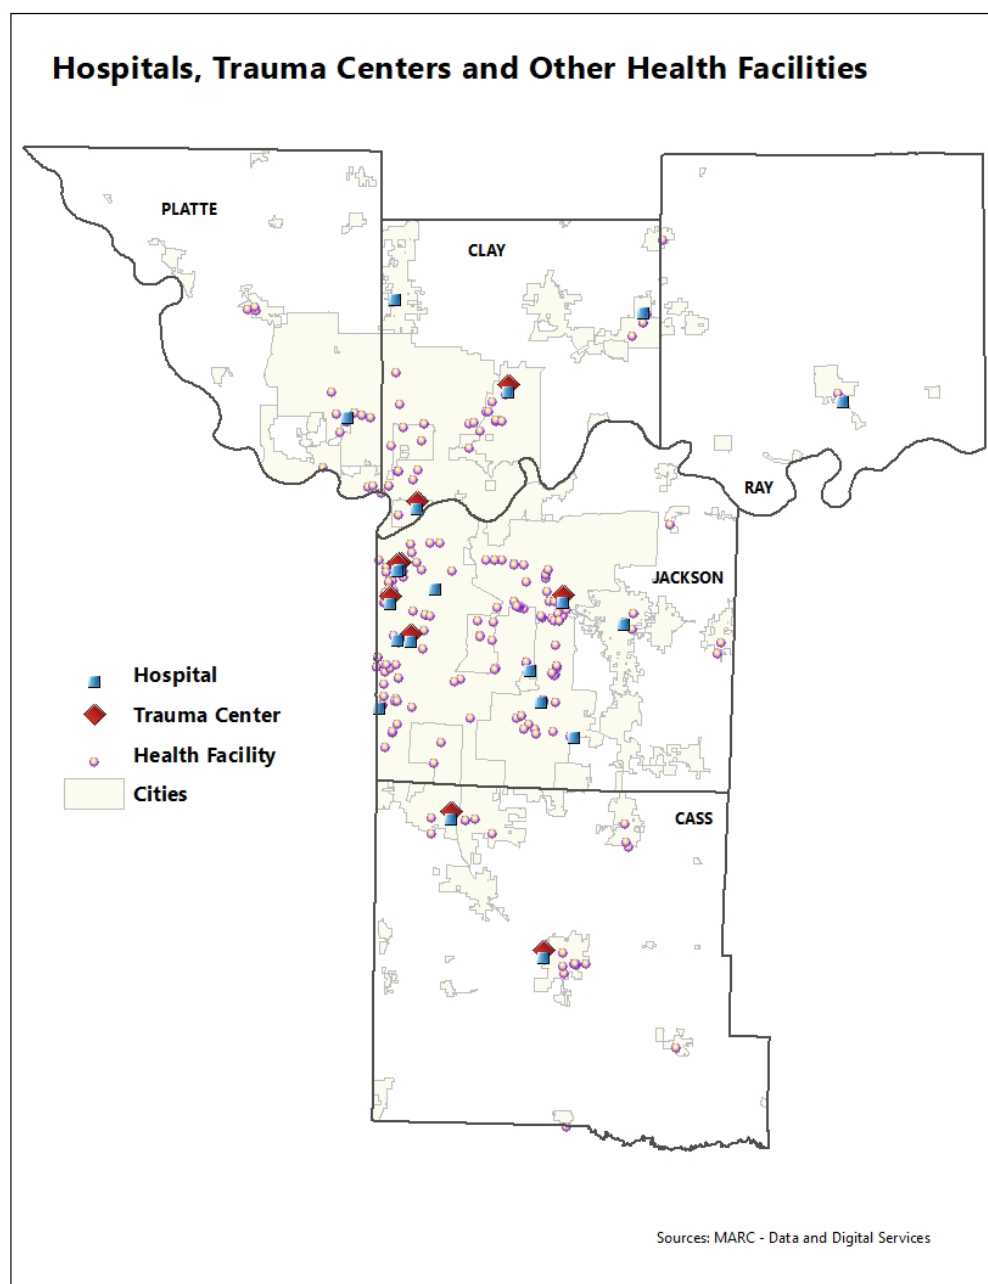 Hospitals, Trauma Centers and Other Health Facilities
PLATTE
CLAY
RAY
JACKSON
Hospital
Trauma Center
Health Facility
Cities
CASS
Sources: MARC - Data and Digital Services